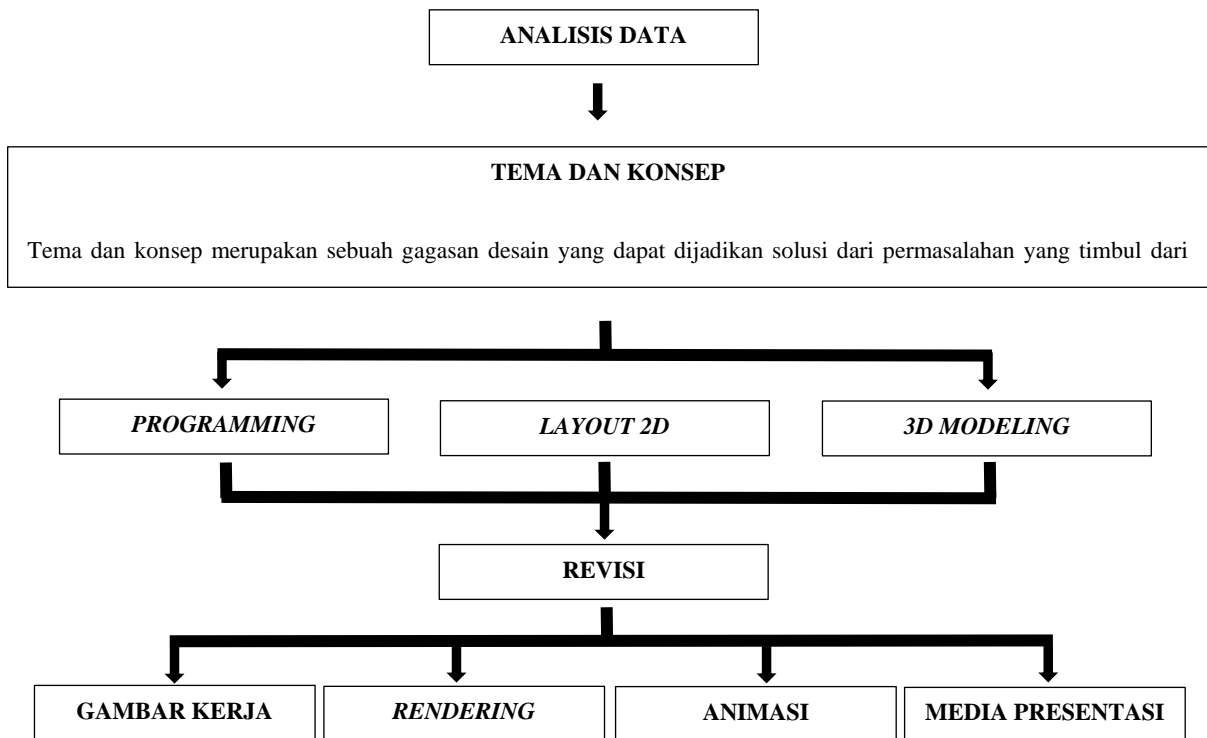 ANALISIS DATA
TEMA DAN KONSEP
Tema dan konsep merupakan sebuah gagasan desain yang dapat dijadikan solusi dari permasalahan yang timbul dari
PROGRAMMING
LAYOUT 2D
3D MODELING
REVISI
GAMBAR KERJA
RENDERING
ANIMASI
MEDIA PRESENTASI